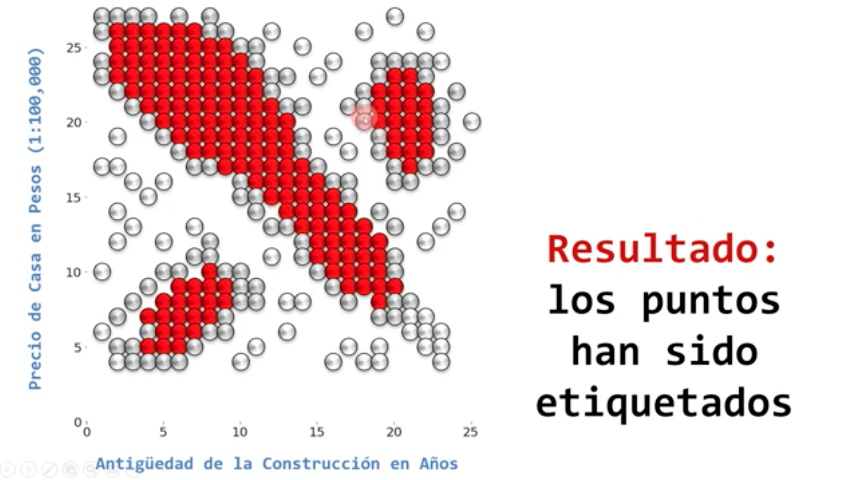 Precio de Casa en Pesos (1:100,000)
25
20
15
10
5
0
0 5 10 15 20 25
Antigüedad de la Construcción en Años
Resultado:
los puntos
han sido
etiquetados